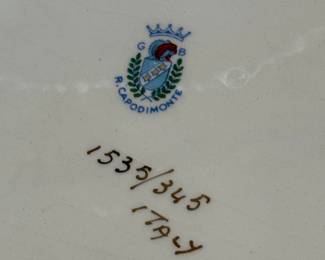 G B
R. CAPODIMONTE
1535/345
ITALY